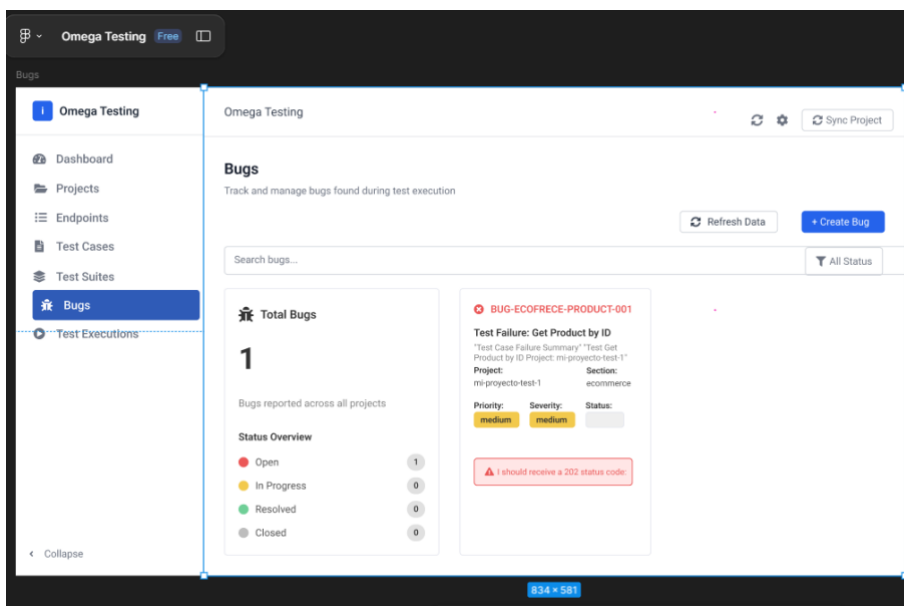 Omega Testing Free
Bugs
i Omega Testing
Dashboard
Projects
Endpoints
Test Cases
Test Suites
Bugs
Test Executions
Collapse
Omega Testing
Sync Project
Bugs
Track and manage bugs found during test execution
Refresh Data
+ Create Bug
Search bugs...
All Status
Total Bugs
1
Bugs reported across all projects
Status Overview
Open 1
In Progress 0
Resolved 0
Closed 0
BUG-ECOFRECE-PRODUCT-001
Test Failure: Get Product by ID
"Test Case Failure Summary" "Test Get
Product by ID Project: mi-proyecto-test-1"
Project: Section:
mi-proyecto-test-1 ecommerce
Priority: Severity: Status:
medium medium
I should receive a 202 status code:
834 × 581